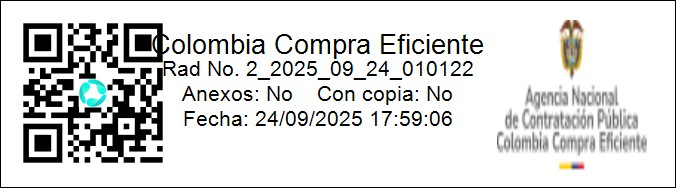 Colombia Compra Eficiente
Rad No. 2_2025_09_24_010122
Anexos: No    Con copia: No
Fecha: 24/09/2025 17:59:06
Agencia Nacional
de Contratación Pública
Colombia Compra Eficiente